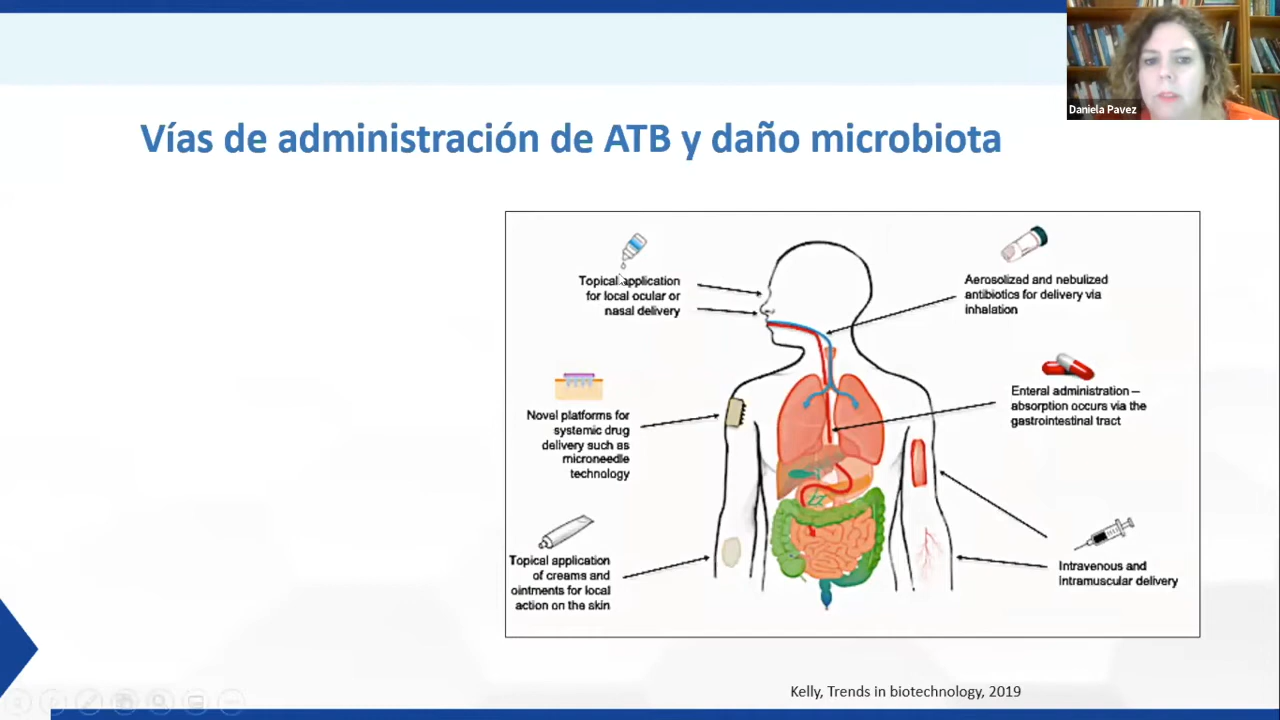 Daniela Pavez
Vías de administración de ATB y daño microbiota
Topical application
for local ocular or
nasal delivery
Aerosolized and nebulized
antibiotics for delivery via
inhalation
Novel platforms for
systemic drug
delivery such as
microneedle
technology
Enteral administration –
absorption occurs via the
gastrointestinal tract
Topical application
of creams and
ointments for local
action on the skin
Intravenous and
intramuscular delivery
Kelly, Trends in biotechnology, 2019